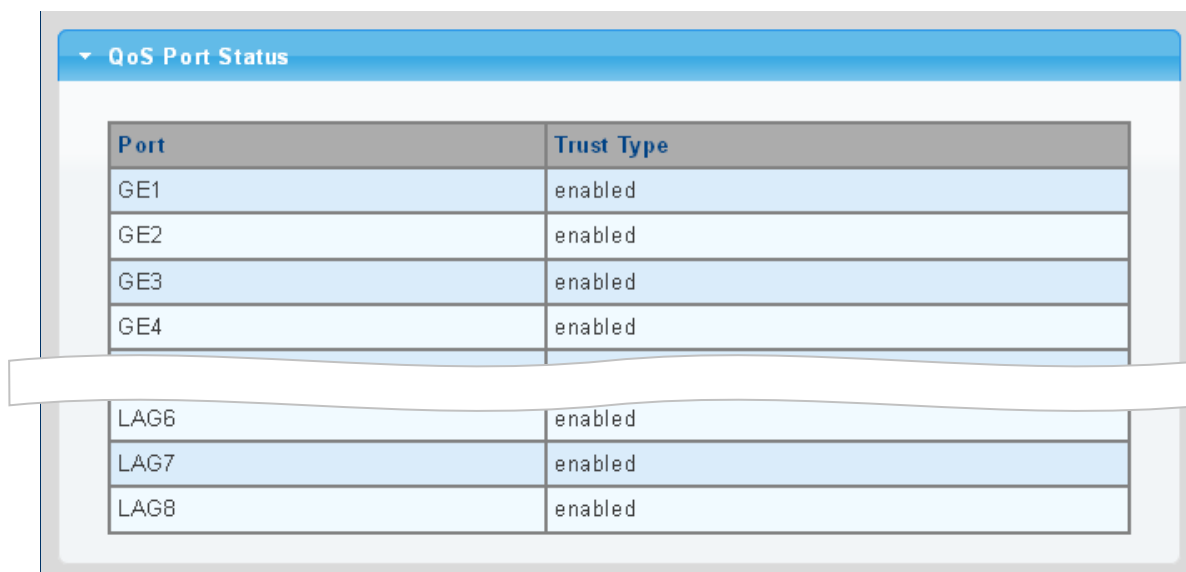 QoS Port Status
Port Trust Type
GE1 enabled
GE2 enabled
GE3 enabled
GE4 enabled
LAG6 enabled
LAG7 enabled
LAG8 enabled